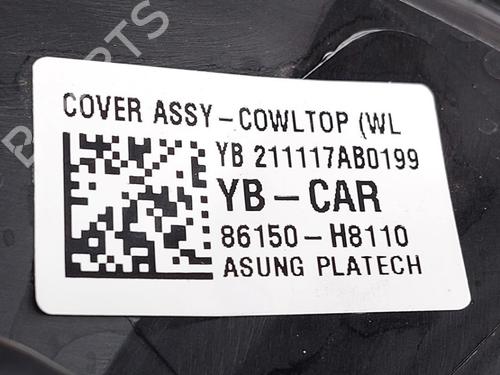 COVER ASSY-COWLTOP (WL
YB 211117AB0199
YB-CAR
86150-H8110
ASUNG PLATECH